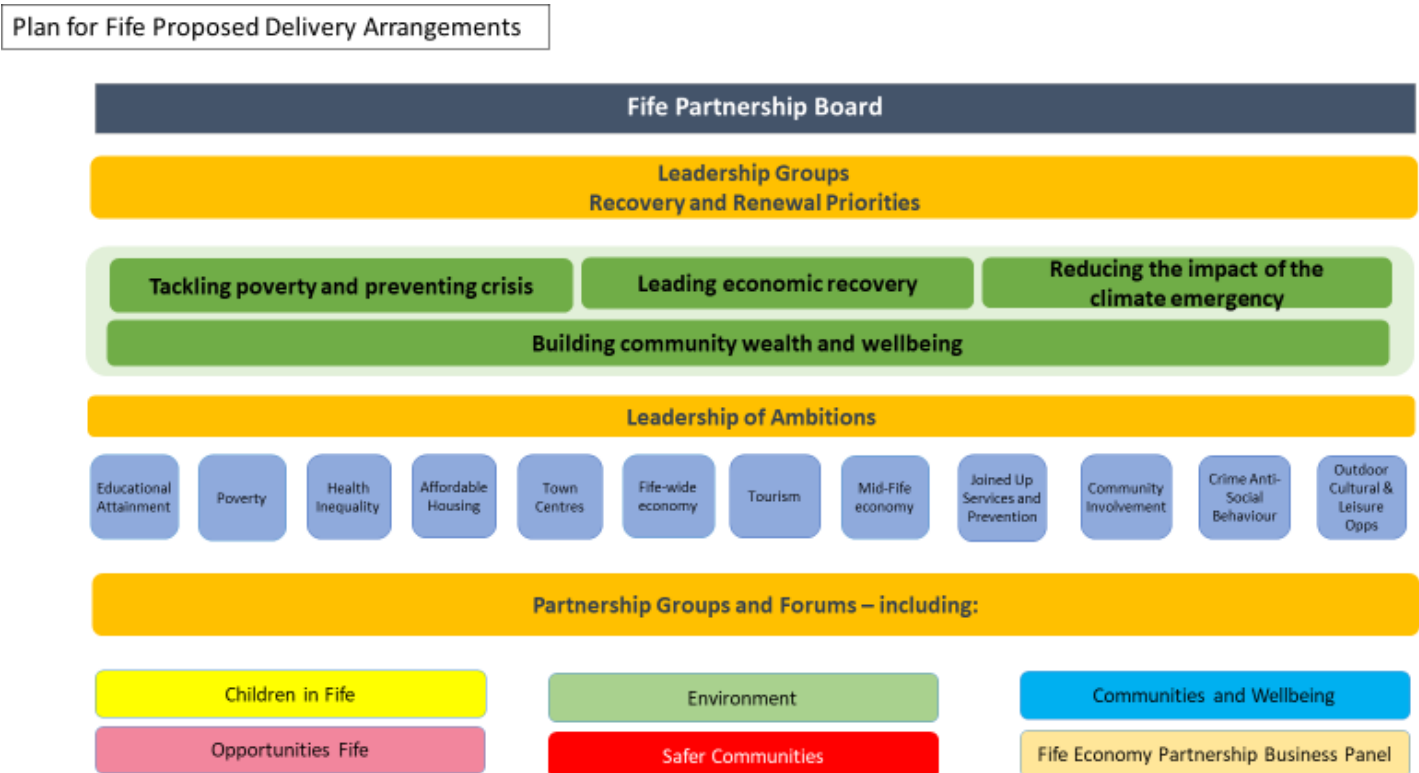 Plan for Fife Proposed Delivery Arrangements
Fife Partnership Board
Leadership Groups
Recovery and Renewal Priorities
Tackling poverty and preventing crisis
Leading economic recovery
Reducing the impact of the
climate emergency
Building community wealth and wellbeing
Leadership of Ambitions
Educational
Attainment
Poverty
Health
Inequality
Affordable
Housing
Town
Centres
Fife-wide
economy
Tourism
Mid-Fife
economy
Joined Up
Services and
Prevention
Community
Involvement
Crime Anti-
Social
Behaviour
Outdoor
Cultural &
Leisure
Opps
Partnership Groups and Forums – including:
Children in Fife
Environment
Communities and Wellbeing
Opportunities Fife
Safer Communities
Fife Economy Partnership Business Panel